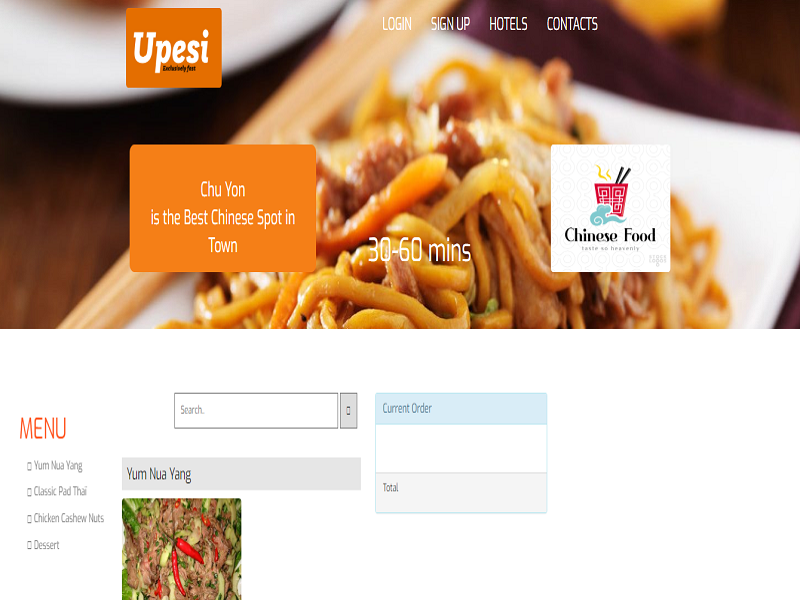 Upesi
Exclusively fast
LOGIN SIGN UP HOTELS CONTACTS
Chu Yon
is the Best Chinese Spot in
Town
30-60 mins
Chinese Food
taste so heavenly
MENU
Yum Nua Yang
Classic Pad Thai
Chicken Cashew Nuts
Dessert
Search..
Yum Nua Yang
Current Order
Total